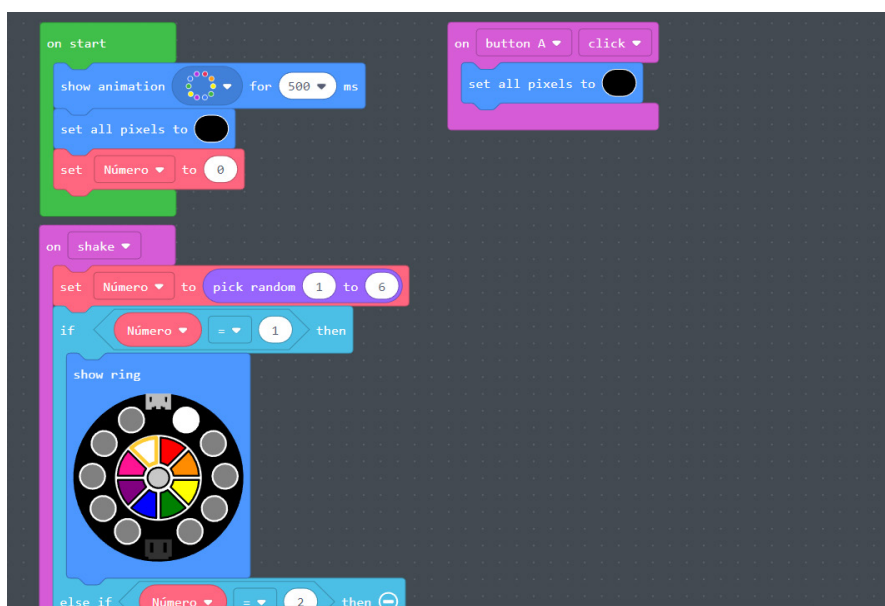 on start
show animation for 500 ms
set all pixels to
set Número to 0
on button A click
set all pixels to
on shake
set Número to pick random 1 to 6
if Número = 1 then
show ring
else if Número = 2 then